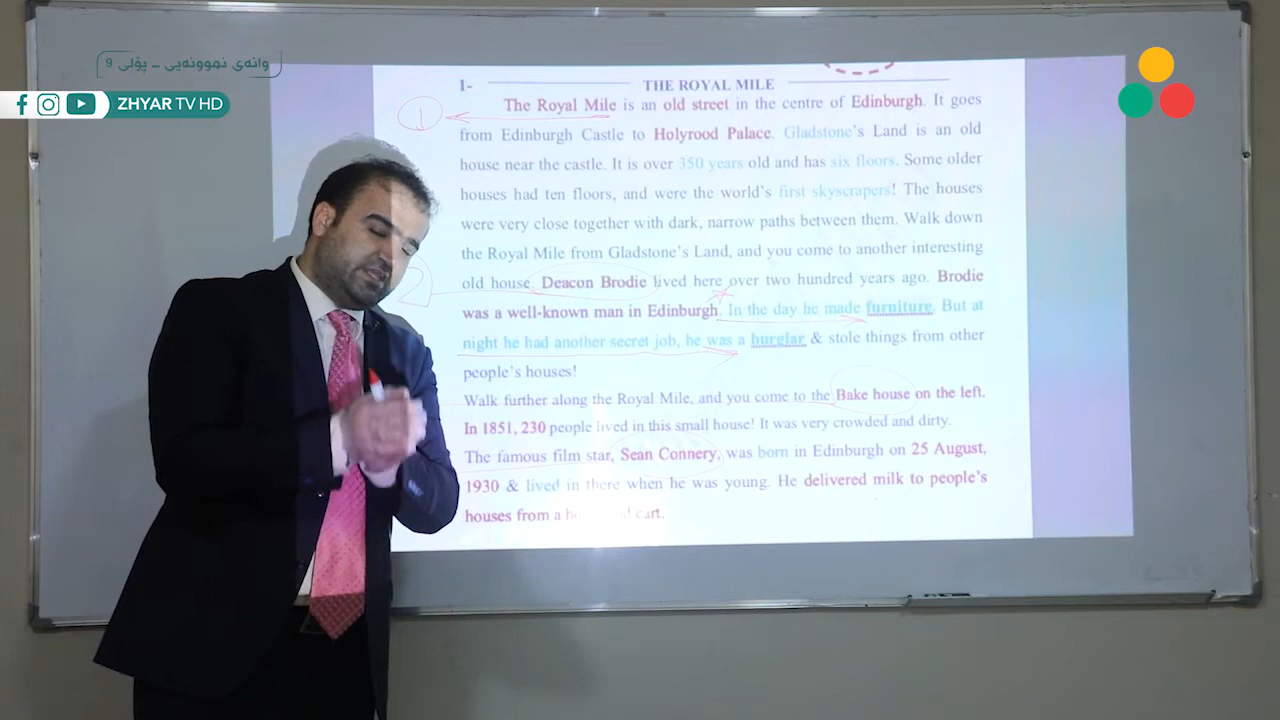 وانەی نموونەیی - پۆلی 9
ZHYAR TV HD
1- THE ROYAL MILE
The Royal Mile is an old street in the centre of Edinburgh. It goes
from Edinburgh Castle to Holyrood Palace. Gladstone's Land is an old
house near the castle. It is over 350 years old and has six floors. Some older
houses had ten floors, and were the world's first skyscrapers! The houses
were very close together with dark, narrow paths between them. Walk down
the Royal Mile from Gladstone's Land, and you come to another interesting
old house. Deacon Brodie lived here over two hundred years ago. Brodie
was a well-known man in Edinburgh. In the day he made furniture. But at
night he had another secret job, he was a burglar & stole things from other
people's houses!
Walk further along the Royal Mile, and you come to the Bake house on the left.
In 1851, 230 people lived in this small house! It was very crowded and dirty.
The famous film star, Sean Connery, was born in Edinburgh on 25 August,
1930 & lived in there when he was young. He delivered milk to people's
houses from a cart.
1
2